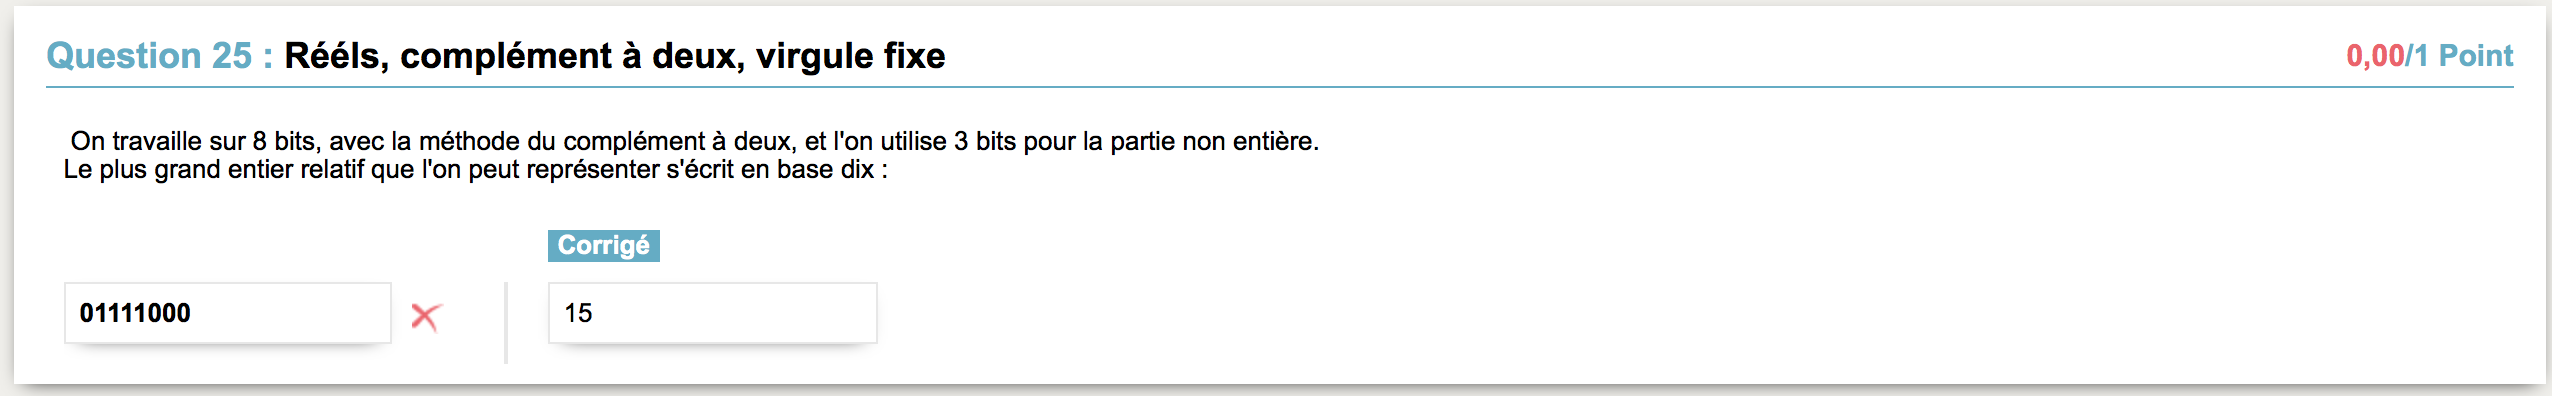 Question 25 : Réels, complément à deux, virgule fixe
0,00/1 Point
On travaille sur 8 bits, avec la méthode du complément à deux, et l'on utilise 3 bits pour la partie non entière.
Le plus grand entier relatif que l'on peut représenter s'écrit en base dix :
Corrigé
01111000
15